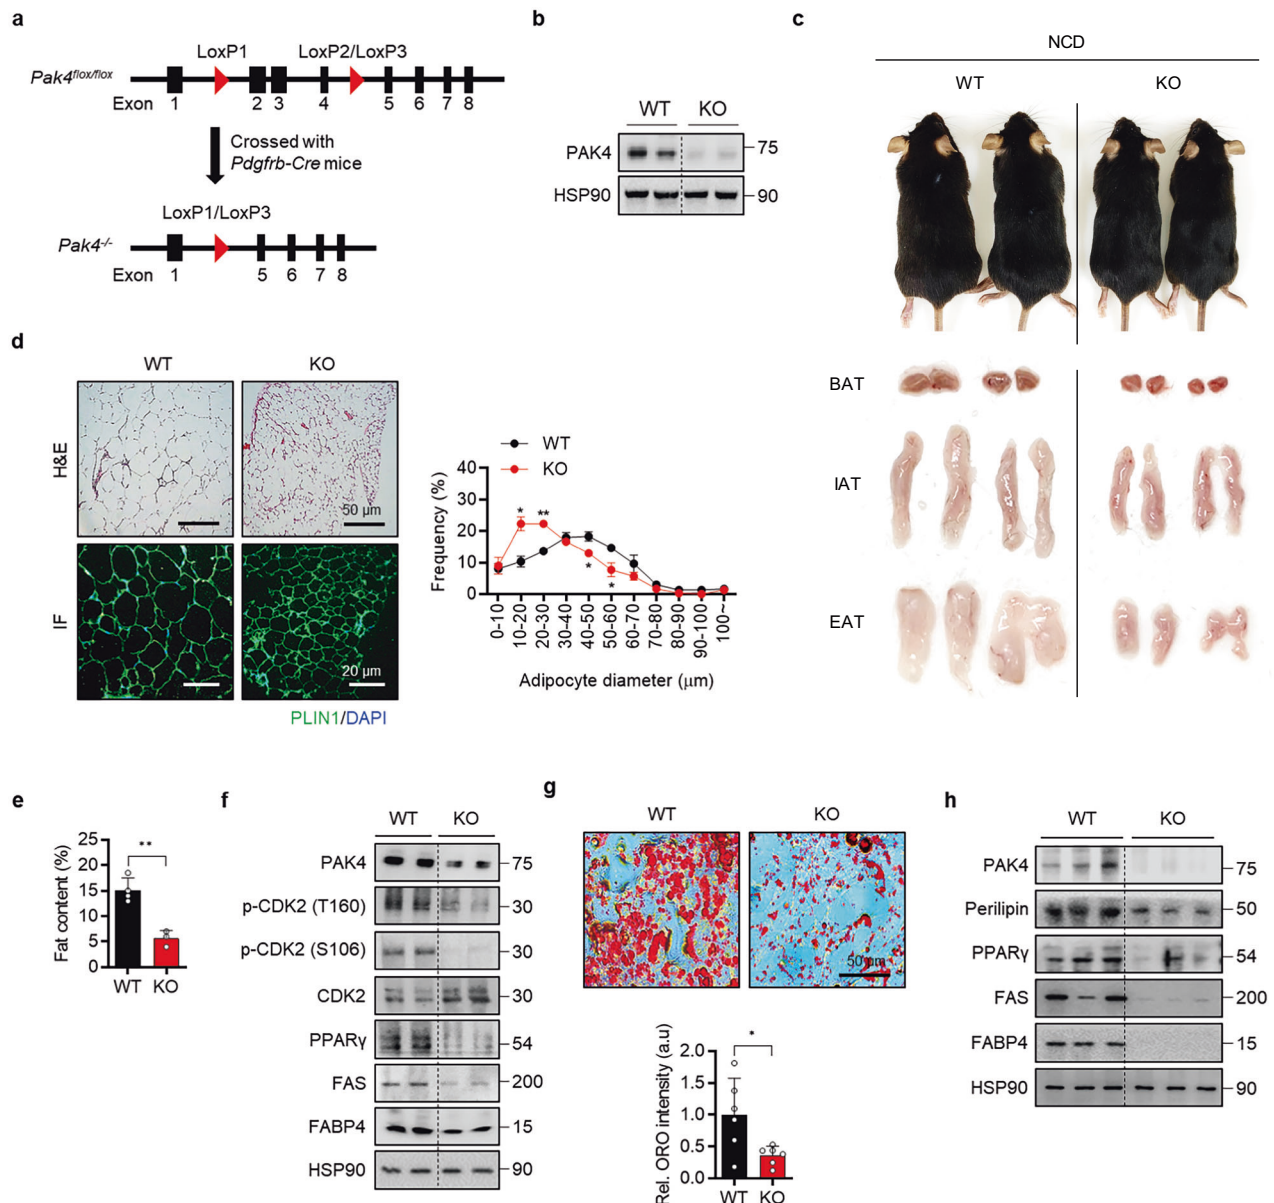 a
LoxP1
LoxP2/LoxP3
Pak4flox/flox
Exon 1 2 3 4 5 6 7 8
Crossed with
Pdgfrb-Cre mice
LoxP1/LoxP3
Pak4-/-
Exon 1 5 6 7 8
b
WT KO
PAK4 75
HSP90 90
c
NCD
WT KO
BAT
IAT
EAT
d
WT KO
H&E
50 μm
IF
20 μm
PLIN1/DAPI
WT
KO
Frequency (%)
40
30
20
10
0
* **
*
*
0-10 10-20 20-30 30-40 40-50 50-60 60-70 70-80 80-90 90-100 100~
Adipocyte diameter (μm)
e
Fat content (%)
25
20
15
10
5
0
**
WT KO
f
WT KO
PAK4 75
p-CDK2 (T160) 30
p-CDK2 (S106) 30
CDK2 30
PPARγ 54
FAS 200
FABP4 15
HSP90 90
g
WT KO
50 μm
Rel. ORO intensity (a.u)
2.0
1.5
1.0
0.5
0
*
WT KO
h
WT KO
PAK4 75
Perilipin 50
PPARγ 54
FAS 200
FABP4 15
HSP90 90